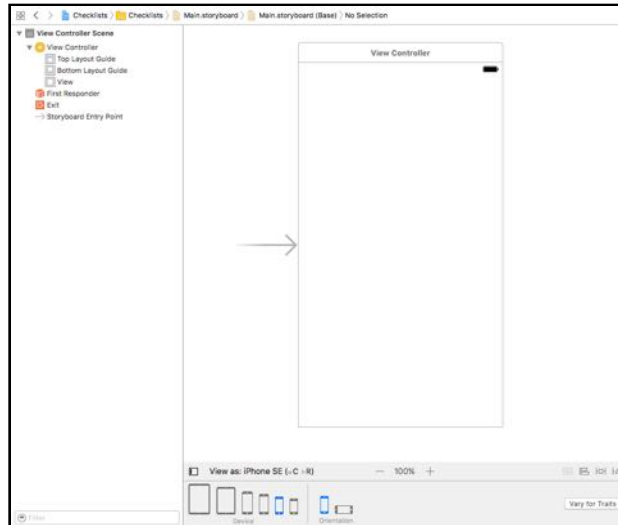 Checklists Checklists Main.storyboard Main.storyboard (Base) No Selection
View Controller Scene
View Controller
Top Layout Guide
Bottom Layout Guide
View
First Responder
Exit
Storyboard Entry Point
View Controller
View as: iPhone SE (wC hR)
— 100% +
Device
Orientation
Vary for Traits
Filter